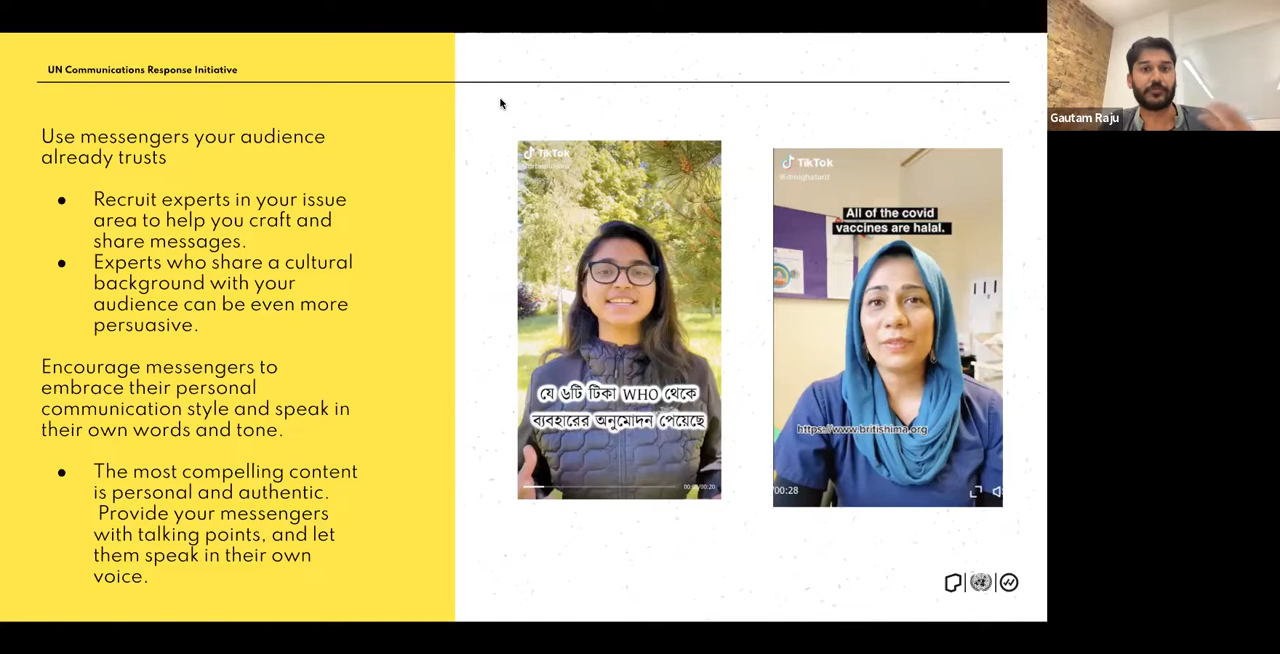 UN Communications Response Initiative
Use messengers your audience
already trusts
● Recruit experts in your issue
area to help you craft and
share messages.
● Experts who share a cultural
background with your
audience can be even more
persuasive.
Encourage messengers to
embrace their personal
communication style and speak in
their own words and tone.
● The most compelling content
is personal and authentic.
Provide your messengers
with talking points, and let
them speak in their own
voice.
TikTok
যে ৬টি টিকা WHO থেকে
ব্যবহারের অনুমোদন পেয়েছে
TikTok
All of the covid
vaccines are halal.
https://www.britishima.org
/00:28
Gautam Raju